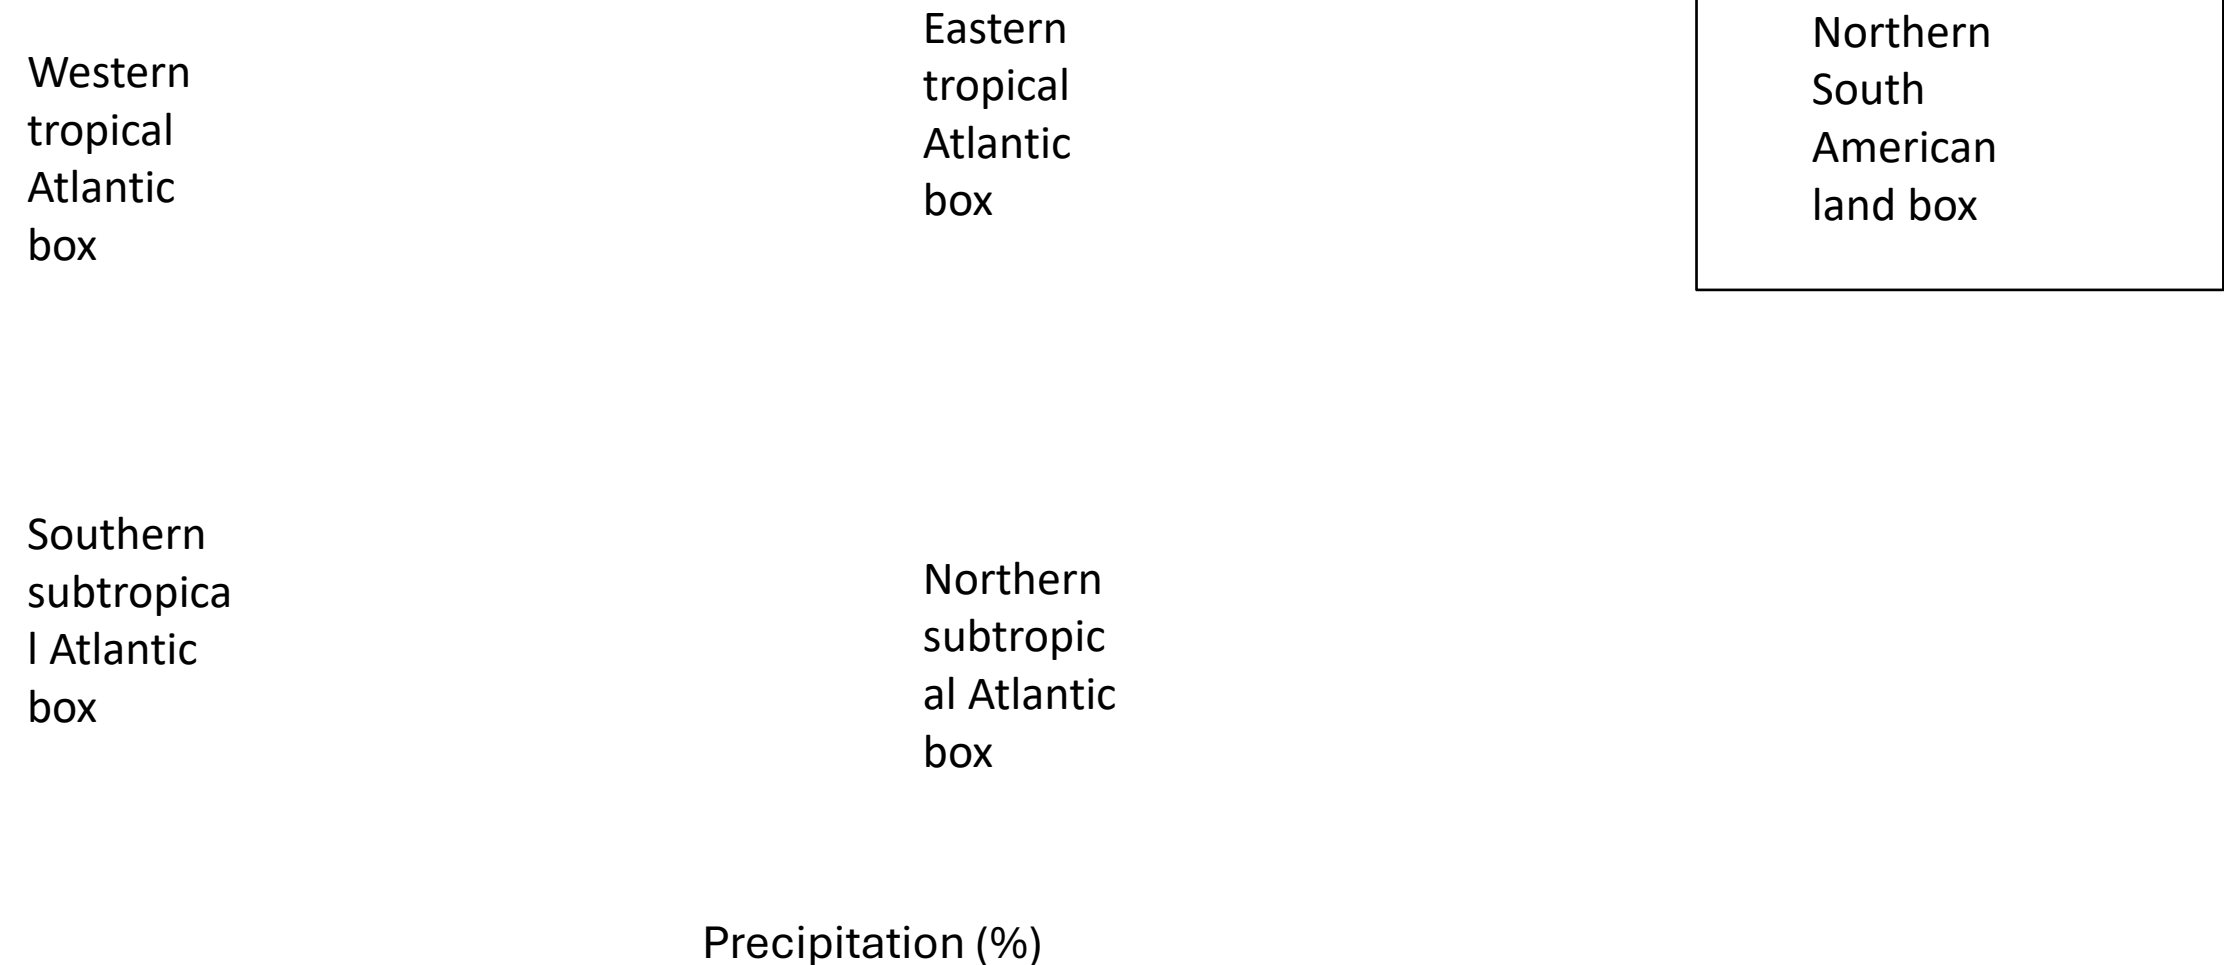 Western
tropical
Atlantic
box
Eastern
tropical
Atlantic
box
Northern
South
American
land box
Southern
subtropica
l Atlantic
box
Northern
subtropic
al Atlantic
box
Precipitation (%)